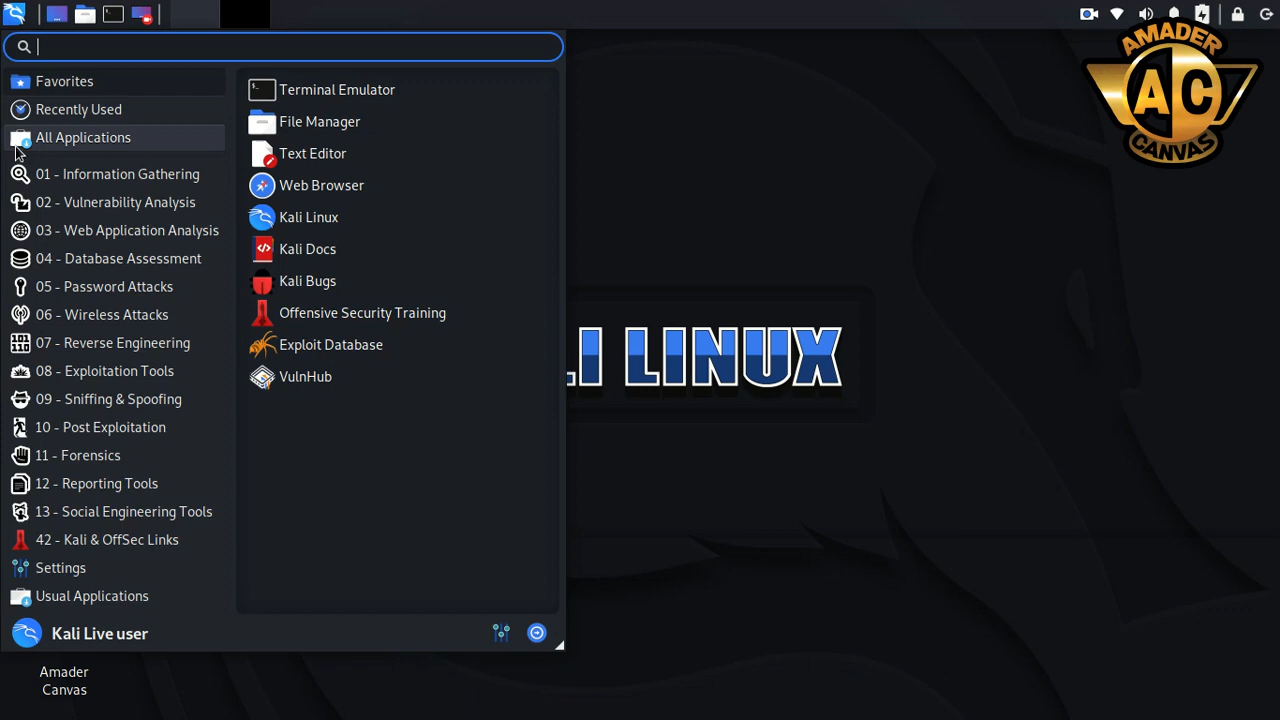 AMADER
AC
CANVAS
Favorites
Recently Used
All Applications
01 - Information Gathering
02 - Vulnerability Analysis
03 - Web Application Analysis
04 - Database Assessment
05 - Password Attacks
06 - Wireless Attacks
07 - Reverse Engineering
08 - Exploitation Tools
09 - Sniffing & Spoofing
10 - Post Exploitation
11 - Forensics
12 - Reporting Tools
13 - Social Engineering Tools
42 - Kali & OffSec Links
Settings
Usual Applications
Terminal Emulator
File Manager
Text Editor
Web Browser
Kali Linux
Kali Docs
Kali Bugs
Offensive Security Training
Exploit Database
VulnHub
LI LINUX
Kali Live user
Amader
Canvas